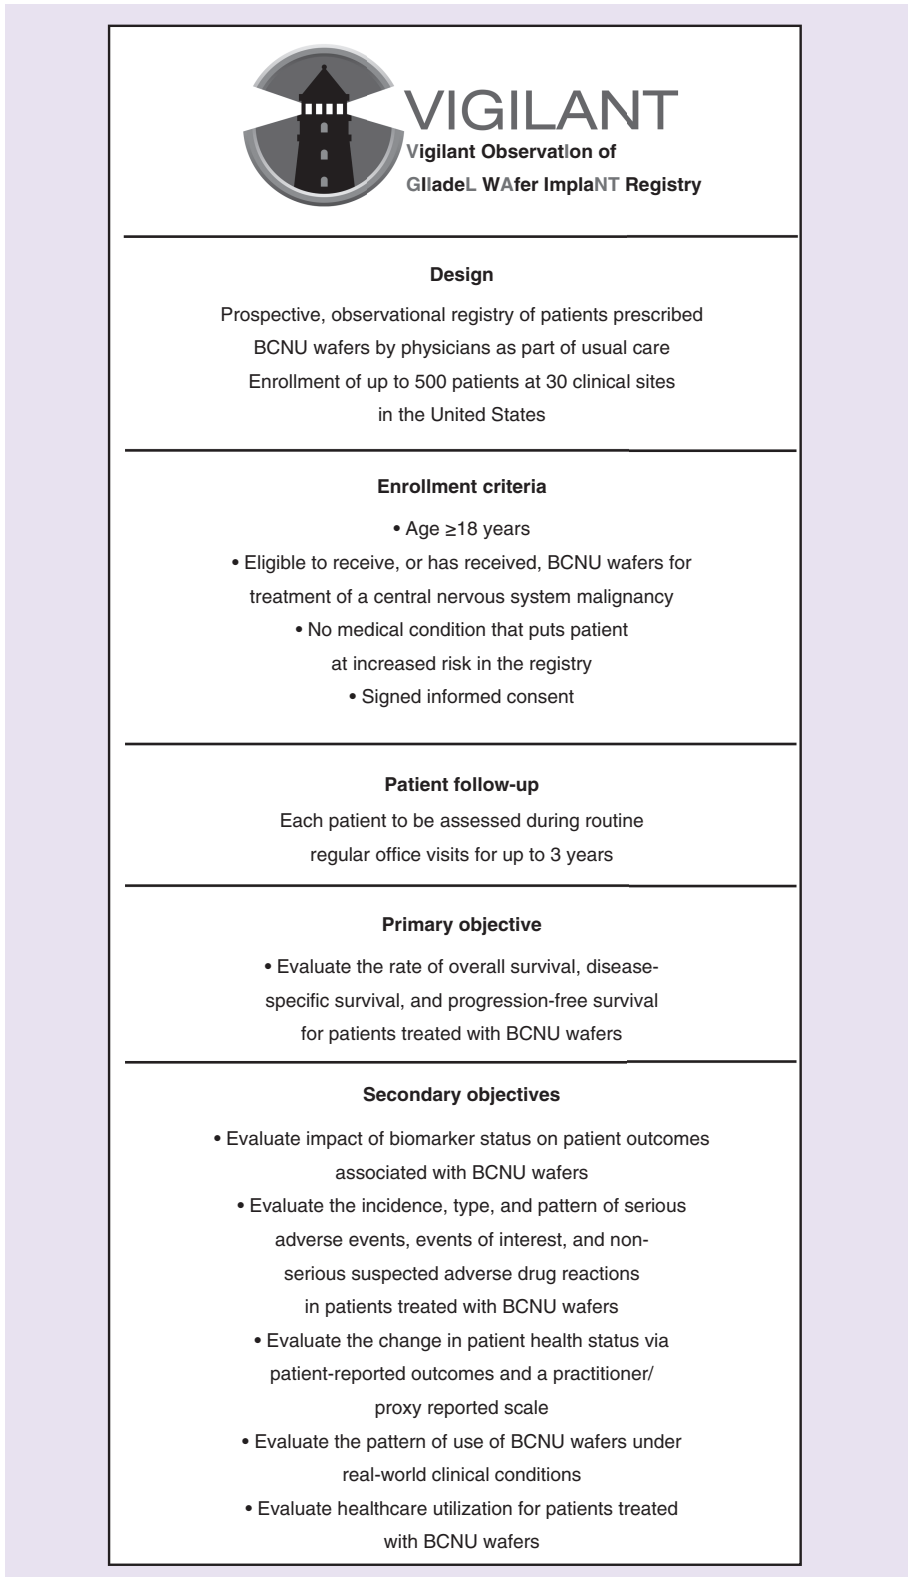 VIGILANT
Vigilant ObservatIon of
GlIadeL WAfer ImplaNT Registry
Design
Prospective, observational registry of patients prescribed
BCNU wafers by physicians as part of usual care
Enrollment of up to 500 patients at 30 clinical sites
in the United States
Enrollment criteria
• Age ≥18 years
• Eligible to receive, or has received, BCNU wafers for
treatment of a central nervous system malignancy
• No medical condition that puts patient
at increased risk in the registry
• Signed informed consent
Patient follow-up
Each patient to be assessed during routine
regular office visits for up to 3 years
Primary objective
• Evaluate the rate of overall survival, disease-
specific survival, and progression-free survival
for patients treated with BCNU wafers
Secondary objectives
• Evaluate impact of biomarker status on patient outcomes
associated with BCNU wafers
• Evaluate the incidence, type, and pattern of serious
adverse events, events of interest, and non-
serious suspected adverse drug reactions
in patients treated with BCNU wafers
• Evaluate the change in patient health status via
patient-reported outcomes and a practitioner/
proxy reported scale
• Evaluate the pattern of use of BCNU wafers under
real-world clinical conditions
• Evaluate healthcare utilization for patients treated
with BCNU wafers